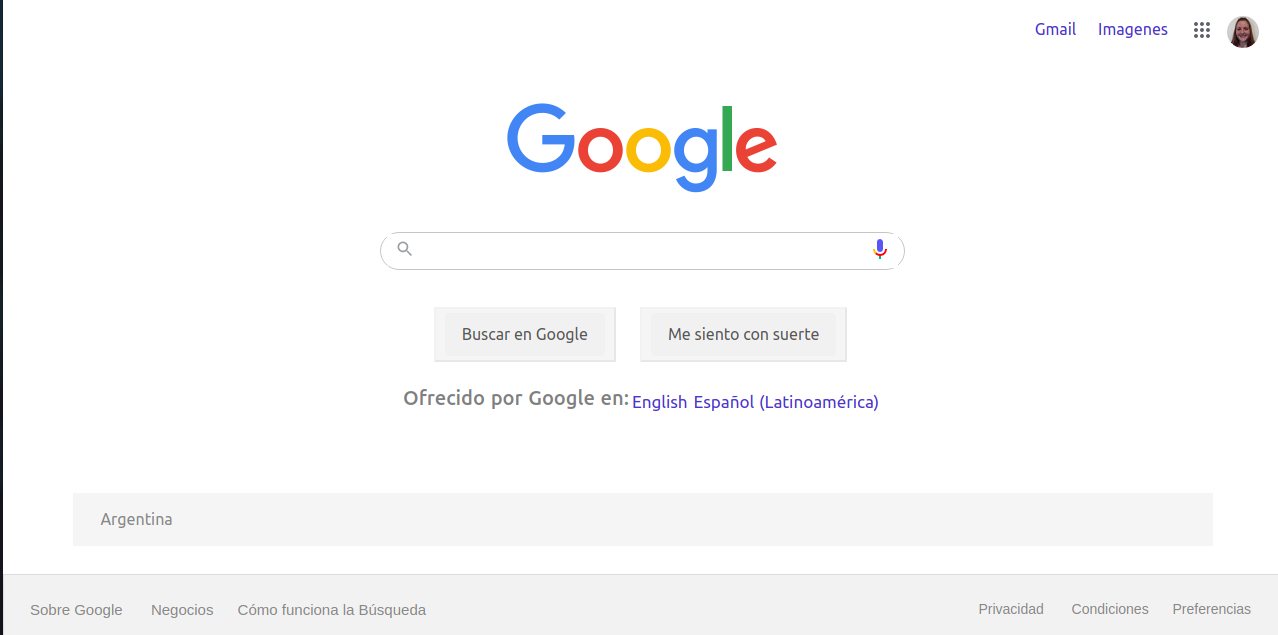 Gmail Imagenes
Google
Buscar en Google Me siento con suerte
Ofrecido por Google en: English Español (Latinoamérica)
Argentina
Sobre Google Negocios Cómo funciona la Búsqueda Privacidad Condiciones Preferencias